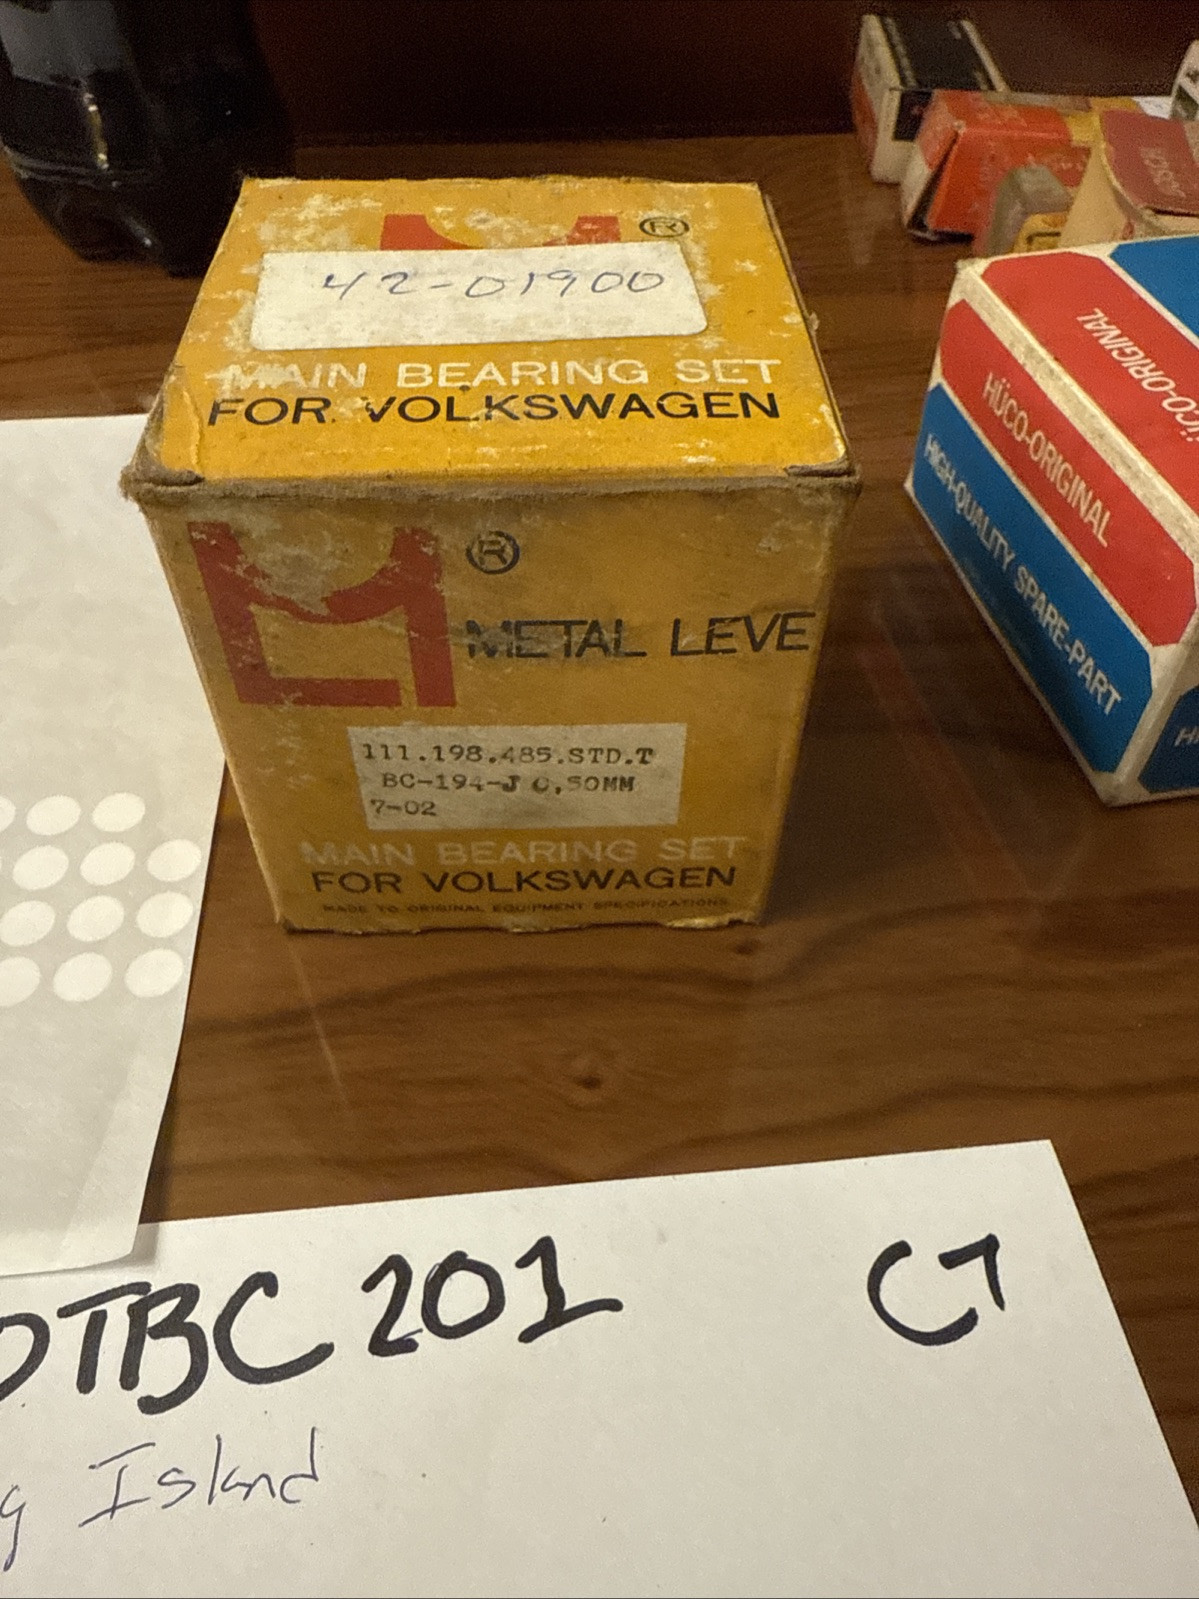 ®
42-01900
MAIN BEARING SET
FOR VOLKSWAGEN
®
METAL LEVE
111.198.485.STD.T
BC-194-J 0,50MM
7-02
MAIN BEARING SET
FOR VOLKSWAGEN
MADE TO ORIGINAL EQUIPMENT SPECIFICATIONS
BOSCH
HÜCO-ORIGINAL
HÜCO-ORIGINAL
HIGH-QUALITY SPARE-PART
OTBC 201
Island